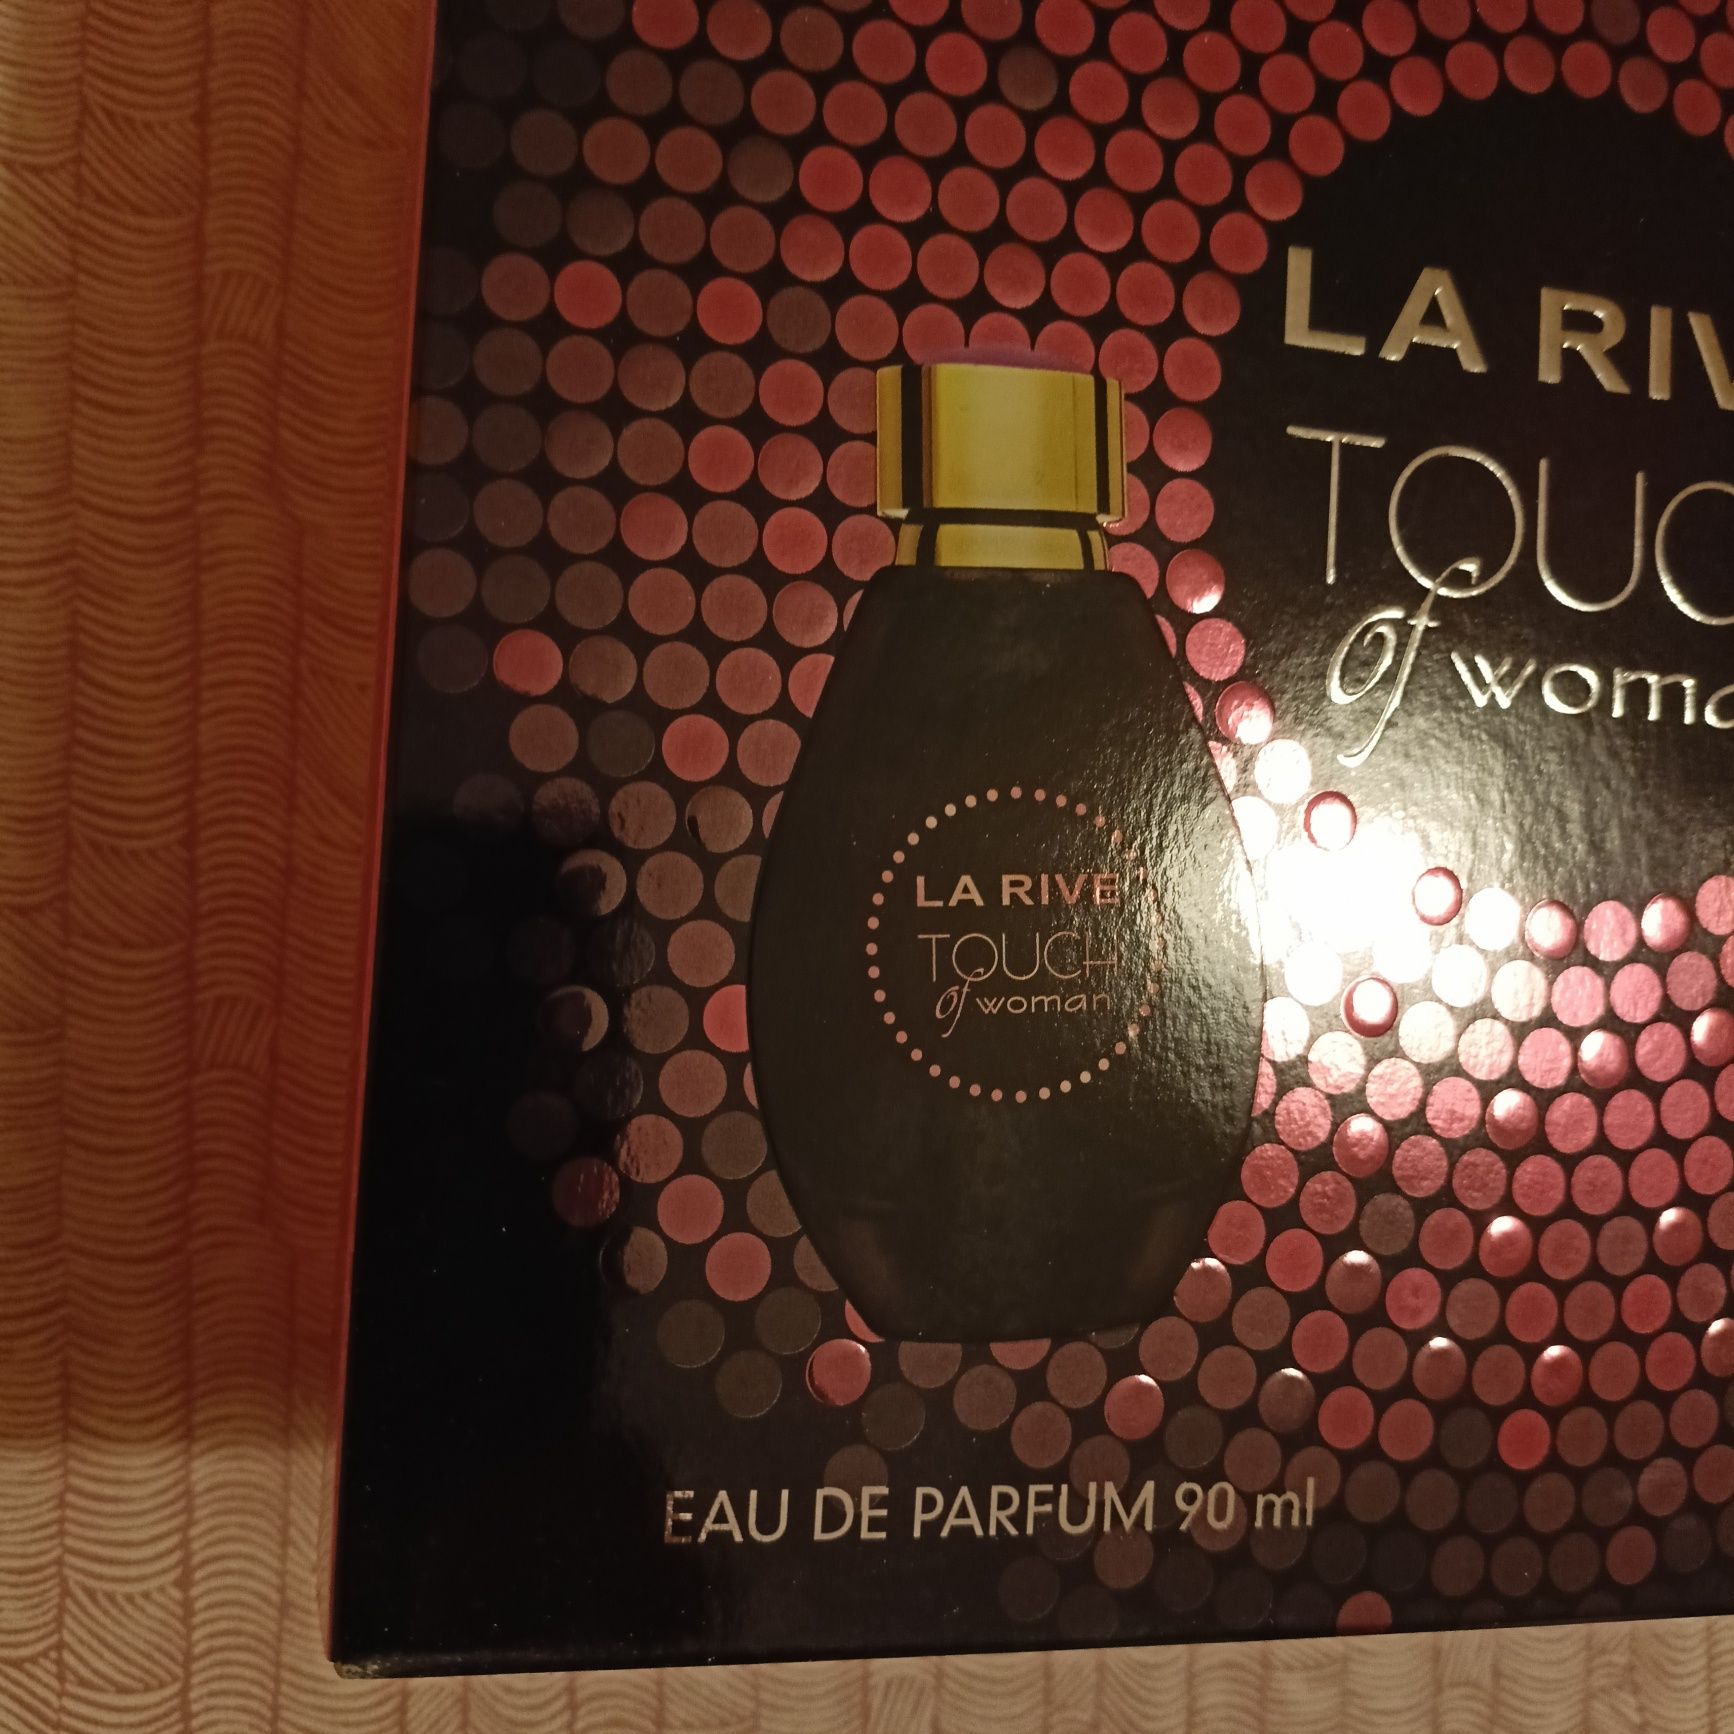 LA RIV
TOUC
of woma
LA RIVE
TOUCH
of woman
EAU DE PARFUM 90 ml